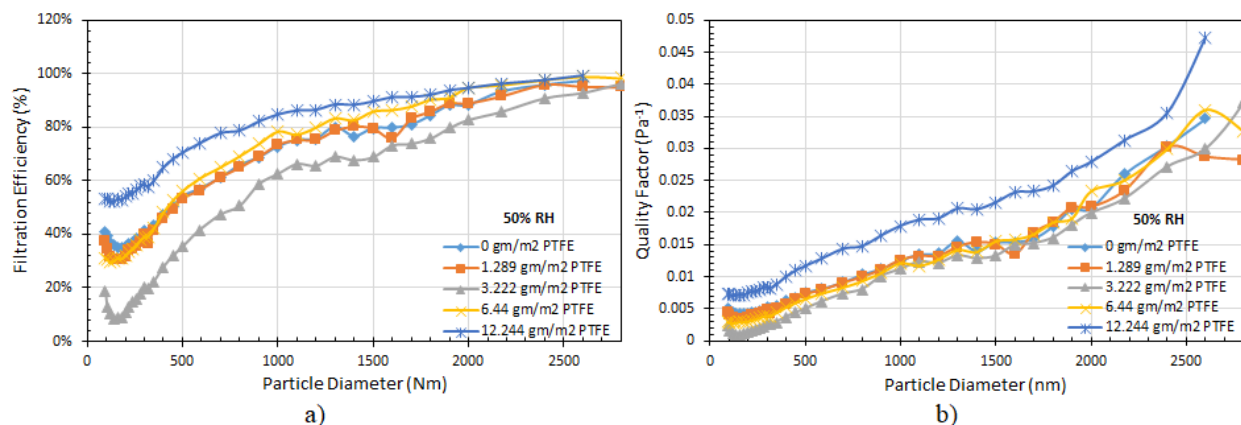 120%
100%
80%
60%
40%
20%
0%
Filtration Efficiency (%)
0
500
1000
1500
2000
2500
Particle Diameter (Nm)
50% RH
0 gm/m2 PTFE
1.289 gm/m2 PTFE
3.222 gm/m2 PTFE
6.44 gm/m2 PTFE
12.244 gm/m2 PTFE
a)
0.05
0.045
0.04
0.035
0.03
0.025
0.02
0.015
0.01
0.005
0
Quality Factor (Pa-1)
0
500
1000
1500
2000
2500
Particle Diameter (nm)
50% RH
0 gm/m2 PTFE
1.289 gm/m2 PTFE
3.222 gm/m2 PTFE
6.44 gm/m2 PTFE
12.244 gm/m2 PTFE
b)